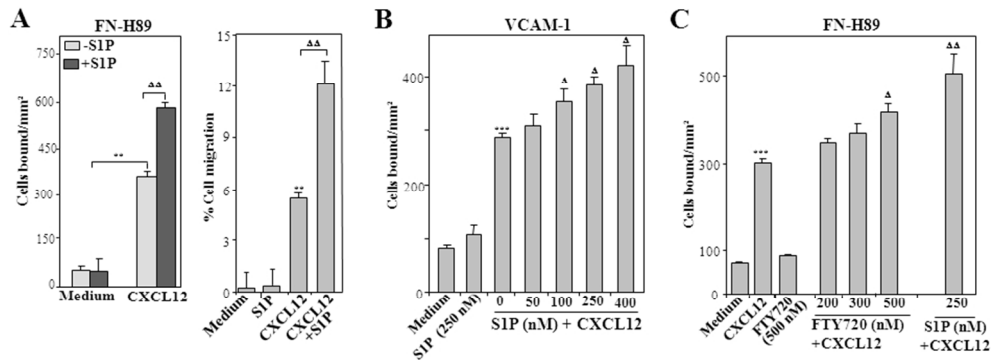 A
FN-H89
-S1P
+S1P
ΔΔ
**
Cells bound/mm²
750
600
450
300
150
0
Medium CXCL12
ΔΔ
**
% Cell migration
15
12
9
6
3
0
Medium
S1P
CXCL12
CXCL12
+S1P
B
VCAM-1
Cells bound/mm²
400
200
0
***
Δ
Δ
Δ
Medium
S1P (250 nM)
0 50 100 250 400
S1P (nM) + CXCL12
C
FN-H89
Cells bound/mm²
500
300
100
0
***
Δ
ΔΔ
Medium
CXCL12
FTY720
(500 nM)
200 300 500
FTY720 (nM)
+CXCL12
250
S1P (nM)
+CXCL12